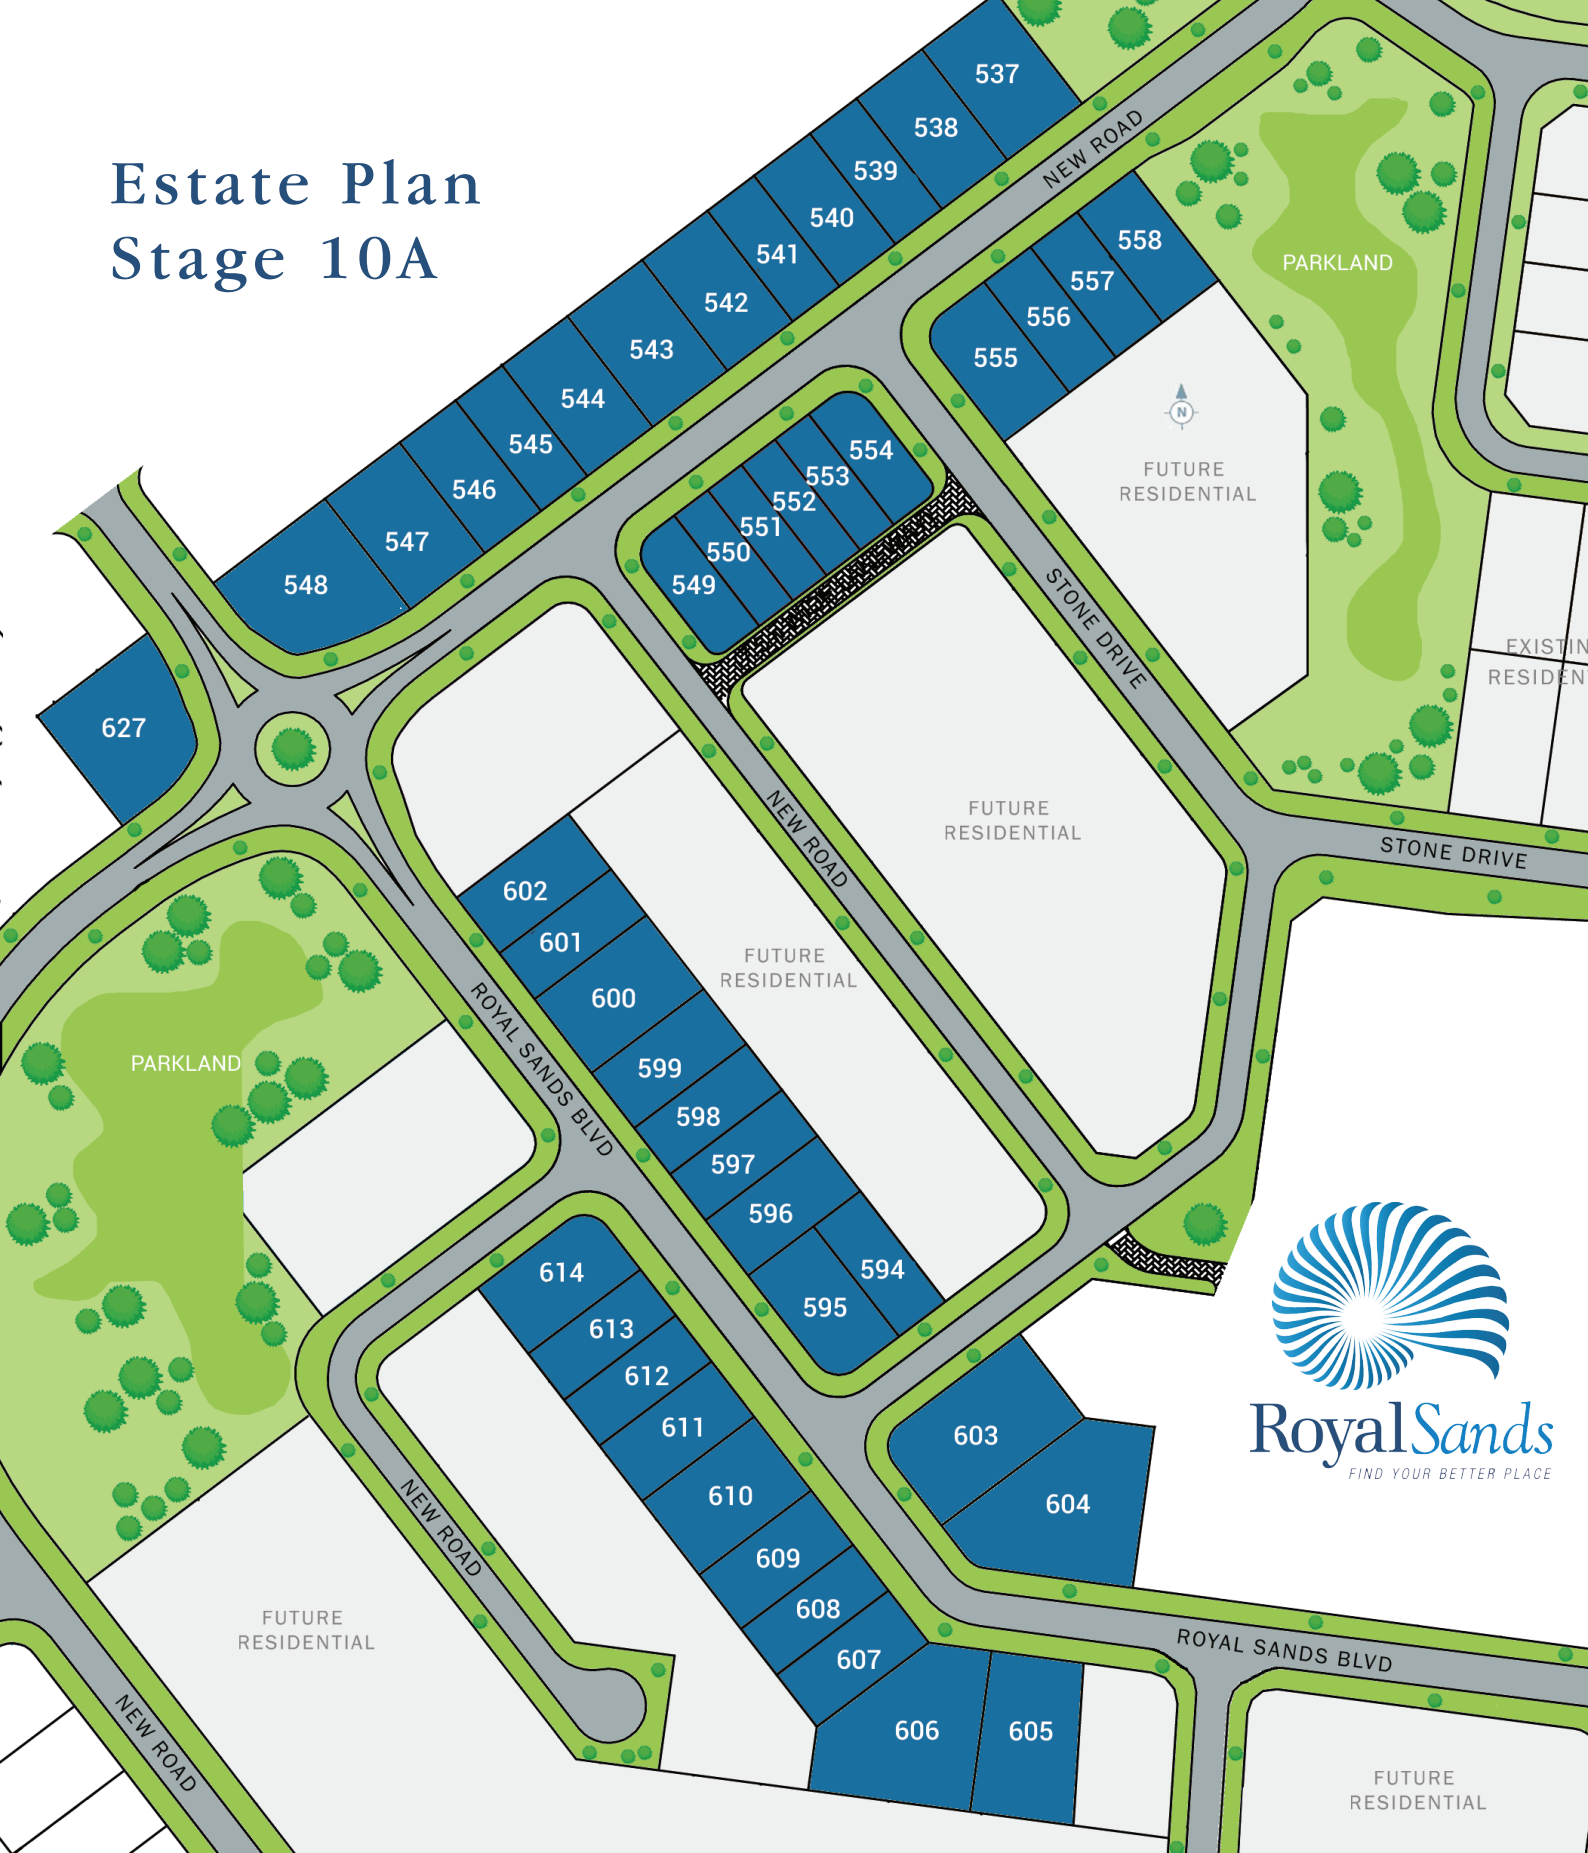 Estate Plan
Stage 10A
537
538
539
540
541
542
543
544
545
546
547
548
NEW ROAD
558
557
556
555
PARKLAND
N
FUTURE
RESIDENTIAL
554
553
552
551
550
549
STONE DRIVE
EXISTIN
RESIDEN
627
FUTURE
RESIDENTIAL
NEW ROAD
STONE DRIVE
602
601
600
599
598
597
596
595
594
FUTURE
RESIDENTIAL
ROYAL SANDS BLVD
PARKLAND
614
613
612
611
610
609
608
607
606
605
603
604
RoyalSands
FIND YOUR BETTER PLACE
NEW ROAD
FUTURE
RESIDENTIAL
ROYAL SANDS BLVD
NEW ROAD
FUTURE
RESIDENTIAL